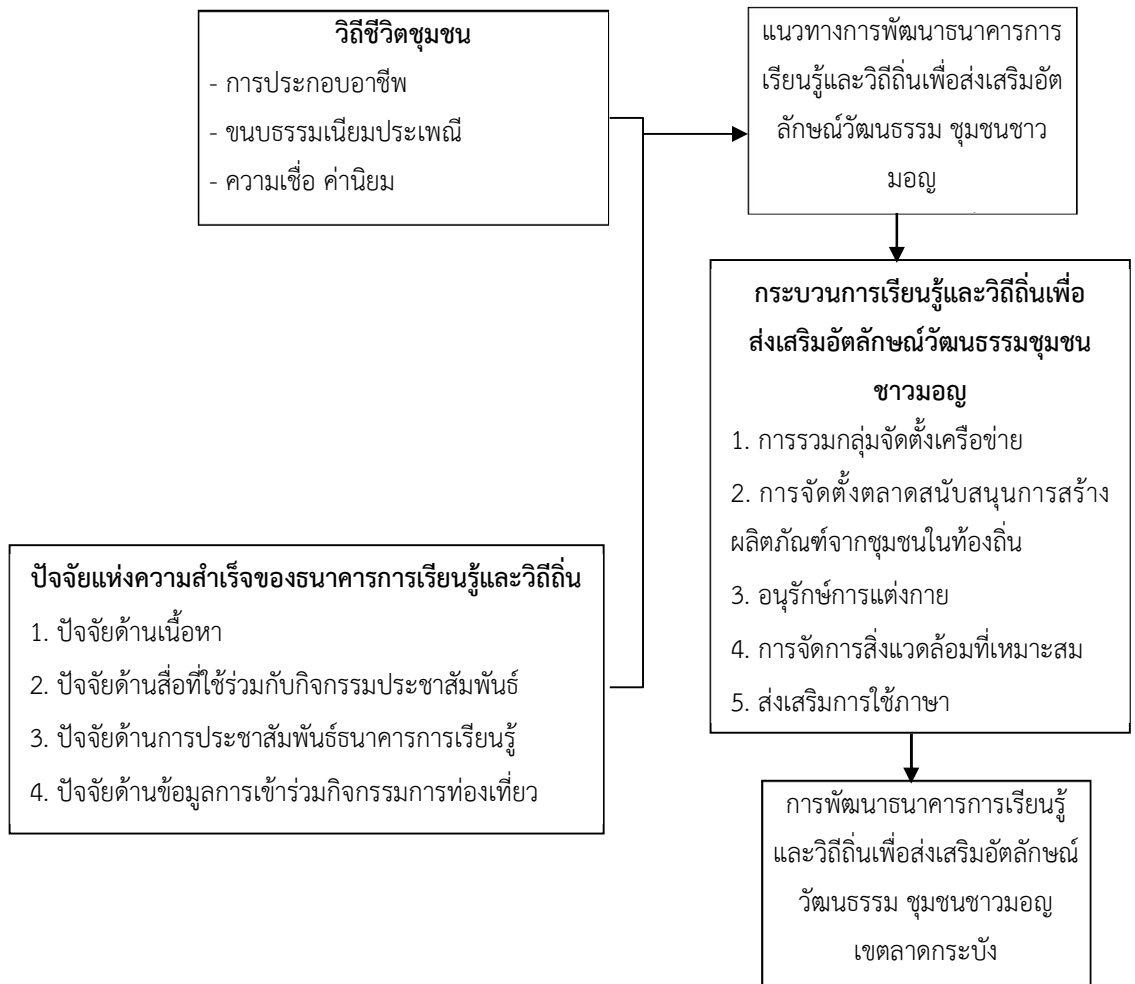 วิถีชีวิตชุมชน
- การประกอบอาชีพ
- ขนบธรรมเนียมประเพณี
- ความเชื่อ ค่านิยม
แนวทางการพัฒนาธนาคารการ
เรียนรู้และวิถีถิ่นเพื่อส่งเสริมอัต
ลักษณ์วัฒนธรรม ชุมชนชาว
มอญ
กระบวนการเรียนรู้และวิถีถิ่นเพื่อ
ส่งเสริมอัตลักษณ์วัฒนธรรมชุมชน
ชาวมอญ
1. การรวมกลุ่มจัดตั้งเครือข่าย
2. การจัดตั้งตลาดสนับสนุนการสร้าง
ผลิตภัณฑ์จากชุมชนในท้องถิ่น
3. อนุรักษ์การแต่งกาย
4. การจัดการสิ่งแวดล้อมที่เหมาะสม
5. ส่งเสริมการใช้ภาษา
ปัจจัยแห่งความสำเร็จของธนาคารการเรียนรู้และวิถีถิ่น
1. ปัจจัยด้านเนื้อหา
2. ปัจจัยด้านสื่อที่ใช้ร่วมกับกิจกรรมประชาสัมพันธ์
3. ปัจจัยด้านการประชาสัมพันธ์ธนาคารการเรียนรู้
4. ปัจจัยด้านข้อมูลการเข้าร่วมกิจกรรมการท่องเที่ยว
การพัฒนาธนาคารการเรียนรู้
และวิถีถิ่นเพื่อส่งเสริมอัตลักษณ์
วัฒนธรรม ชุมชนชาวมอญ
เขตลาดกระบัง